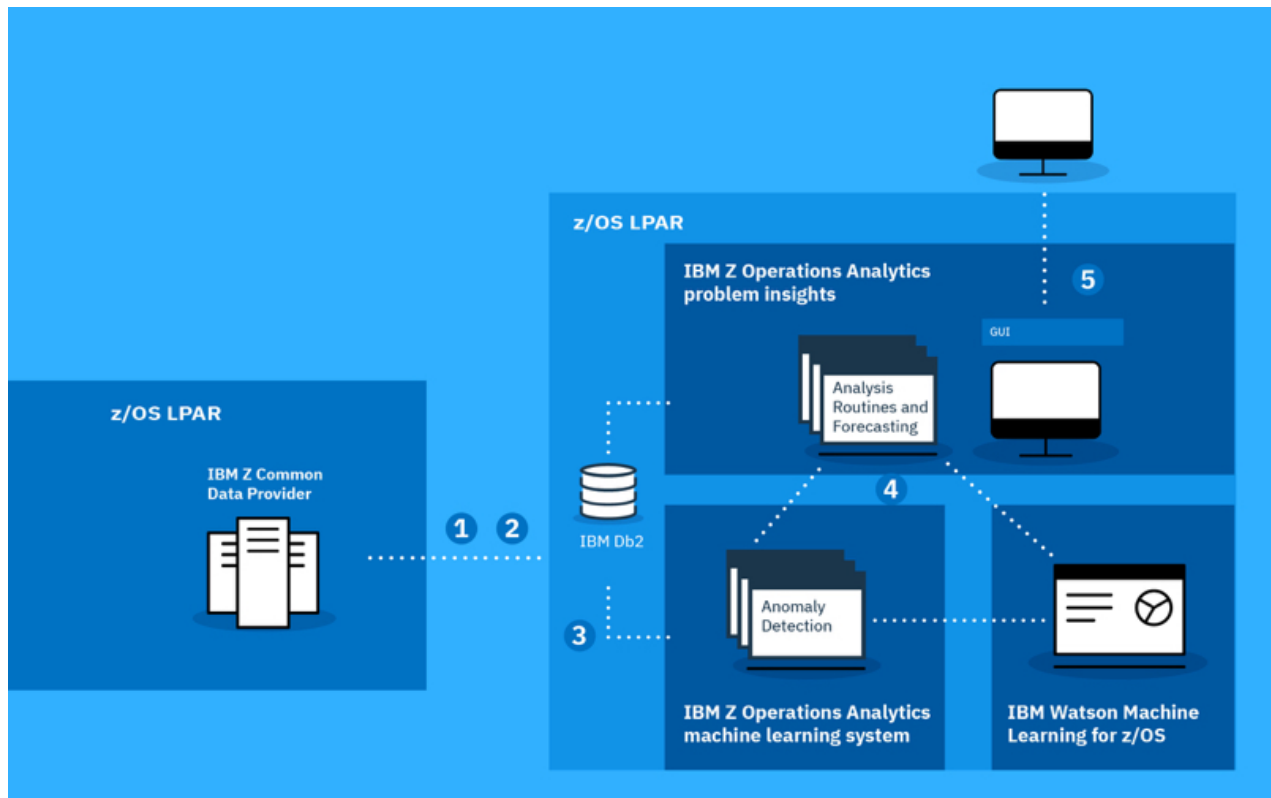 z/OS LPAR
IBM Z Operations Analytics
problem insights
5
GUI
Analysis
Routines and
Forecasting
z/OS LPAR
IBM Z Common
Data Provider
1 2
IBM Db2
4
3
Anomaly
Detection
IBM Z Operations Analytics
machine learning system
IBM Watson Machine
Learning for z/OS